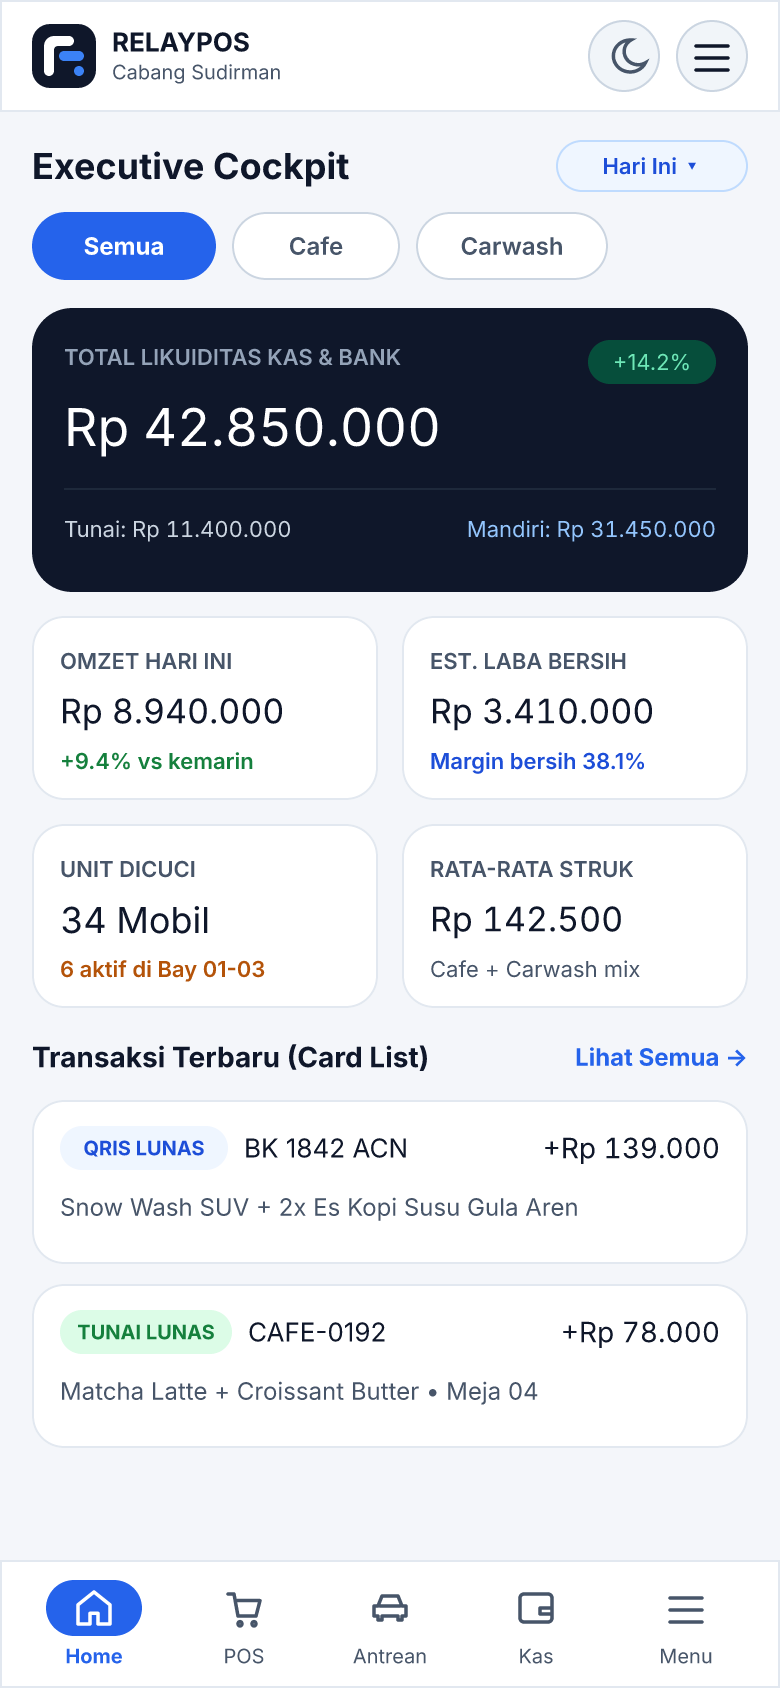 RELAYPOS
Cabang Sudirman
Executive Cockpit
Hari Ini ▾
Semua
Cafe
Carwash
TOTAL LIKUIDITAS KAS & BANK
+14.2%
Rp 42.850.000
Tunai: Rp 11.400.000
Mandiri: Rp 31.450.000
OMZET HARI INI
Rp 8.940.000
+9.4% vs kemarin
EST. LABA BERSIH
Rp 3.410.000
Margin bersih 38.1%
UNIT DICUCI
34 Mobil
6 aktif di Bay 01-03
RATA-RATA STRUK
Rp 142.500
Cafe + Carwash mix
Transaksi Terbaru (Card List)
Lihat Semua →
QRIS LUNAS
BK 1842 ACN
+Rp 139.000
Snow Wash SUV + 2x Es Kopi Susu Gula Aren
TUNAI LUNAS
CAFE-0192
+Rp 78.000
Matcha Latte + Croissant Butter • Meja 04
Home
POS
Antrean
Kas
Menu